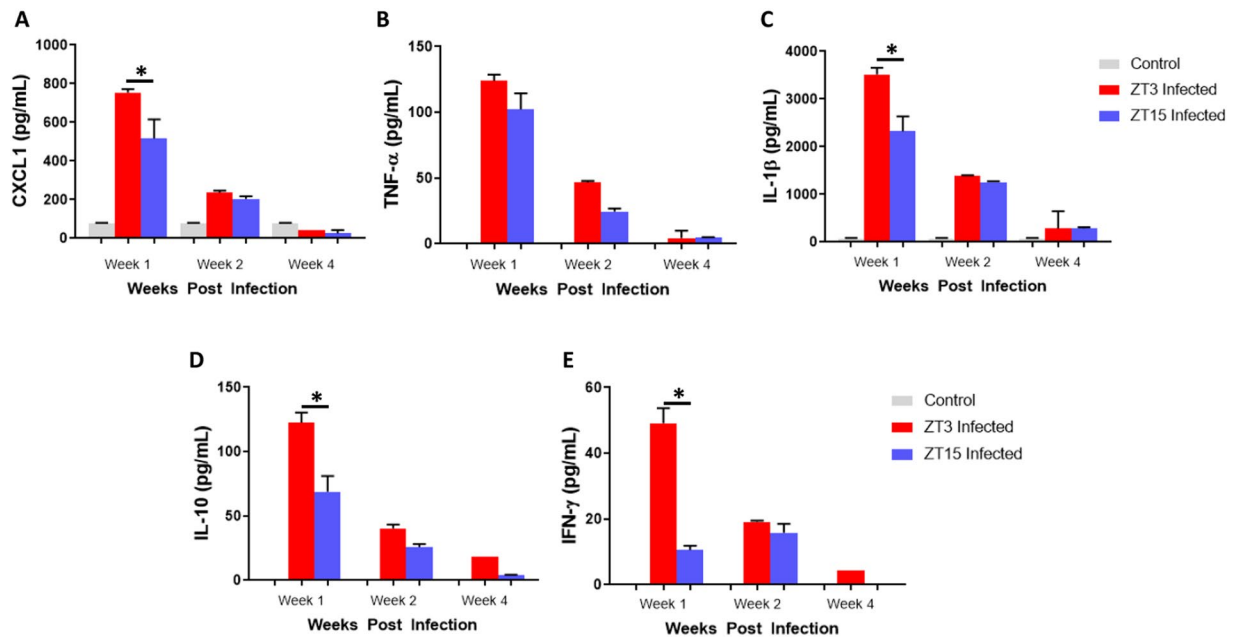 A
CXCL1 (pg/mL)
1000
800
600
400
200
0
*
Week 1 Week 2 Week 4
Weeks Post Infection
B
TNF-α (pg/mL)
150
100
50
0
Week 1 Week 2 Week 4
Weeks Post Infection
C
IL-1β (pg/mL)
4000
3000
2000
1000
0
*
Week 1 Week 2 Week 4
Weeks Post Infection
Control
ZT3 Infected
ZT15 Infected
D
IL-10 (pg/mL)
150
100
50
0
*
Week 1 Week 2 Week 4
Weeks Post Infection
E
IFN-γ (pg/mL)
60
40
20
0
*
Week 1 Week 2 Week 4
Weeks Post Infection
Control
ZT3 Infected
ZT15 Infected